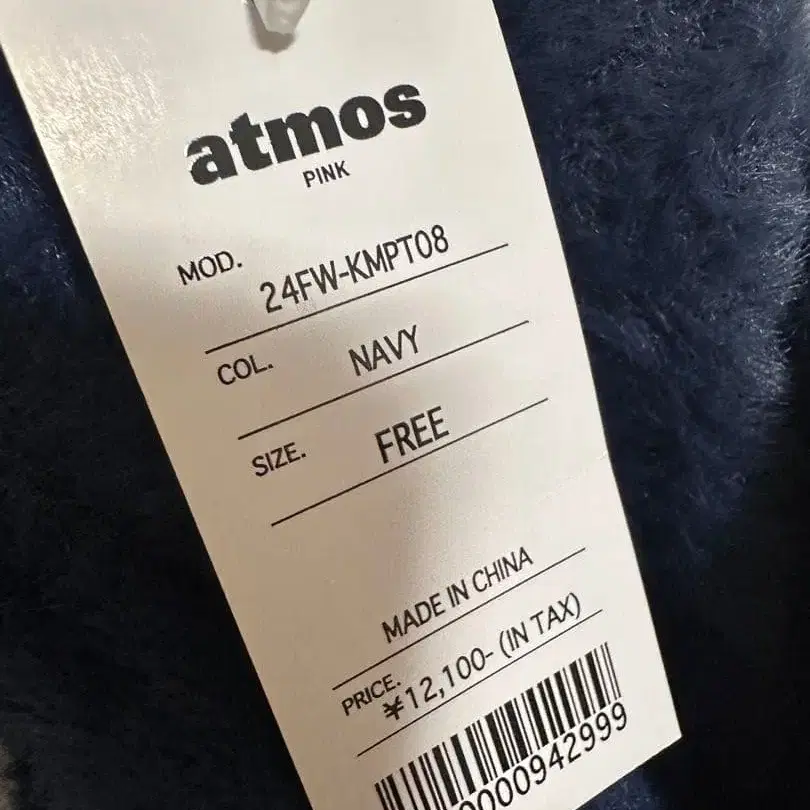 atmos
PINK
MOD. 24FW-KMPT08
COL. NAVY
SIZE. FREE
MADE IN CHINA
PRICE. ¥12,100- (IN TAX)
0000942999